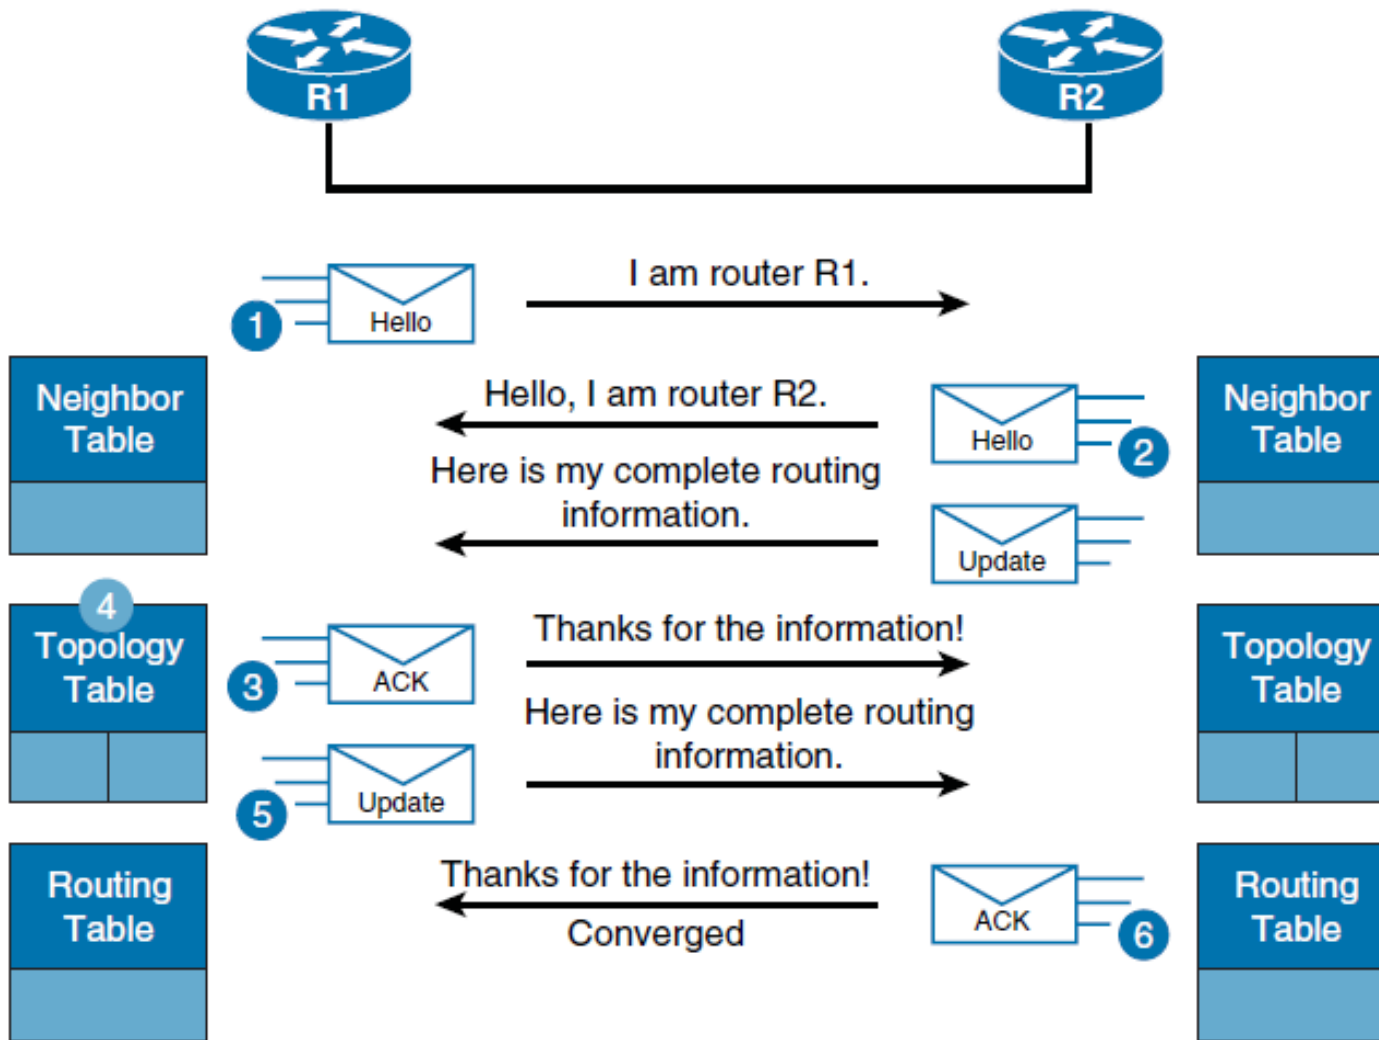 R1
R2
I am router R1.
1
Hello
Neighbor
Table
Hello, I am router R2.
Hello
2
Neighbor
Table
Here is my complete routing
information.
Update
4
Topology
Table
3
ACK
Thanks for the information!
Topology
Table
Here is my complete routing
information.
5
Update
Routing
Table
Thanks for the information!
Converged
ACK
6
Routing
Table